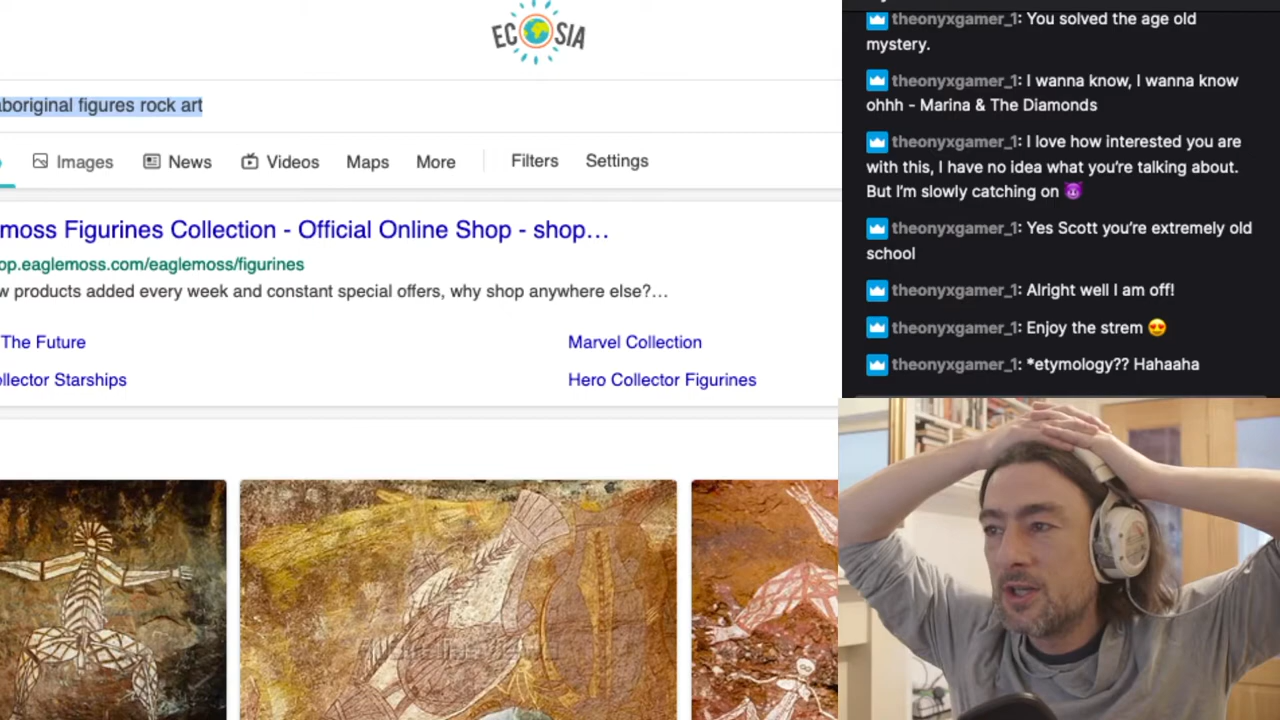 ECOSIA
aboriginal figures rock art
Images
News
Videos
Maps
More
Filters
Settings
moss Figurines Collection - Official Online Shop - shop…
op.eaglemoss.com/eaglemoss/figurines
w products added every week and constant special offers, why shop anywhere else?…
The Future
Marvel Collection
ollector Starships
Hero Collector Figurines
theonyxgamer_1: You solved the age old
mystery.
theonyxgamer_1: I wanna know, I wanna know
ohhh - Marina & The Diamonds
theonyxgamer_1: I love how interested you are
with this, I have no idea what you’re talking about.
But I’m slowly catching on 😈
theonyxgamer_1: Yes Scott you’re extremely old
school
theonyxgamer_1: Alright well I am off!
theonyxgamer_1: Enjoy the strem 😍
theonyxgamer_1: *etymology?? Hahaaha